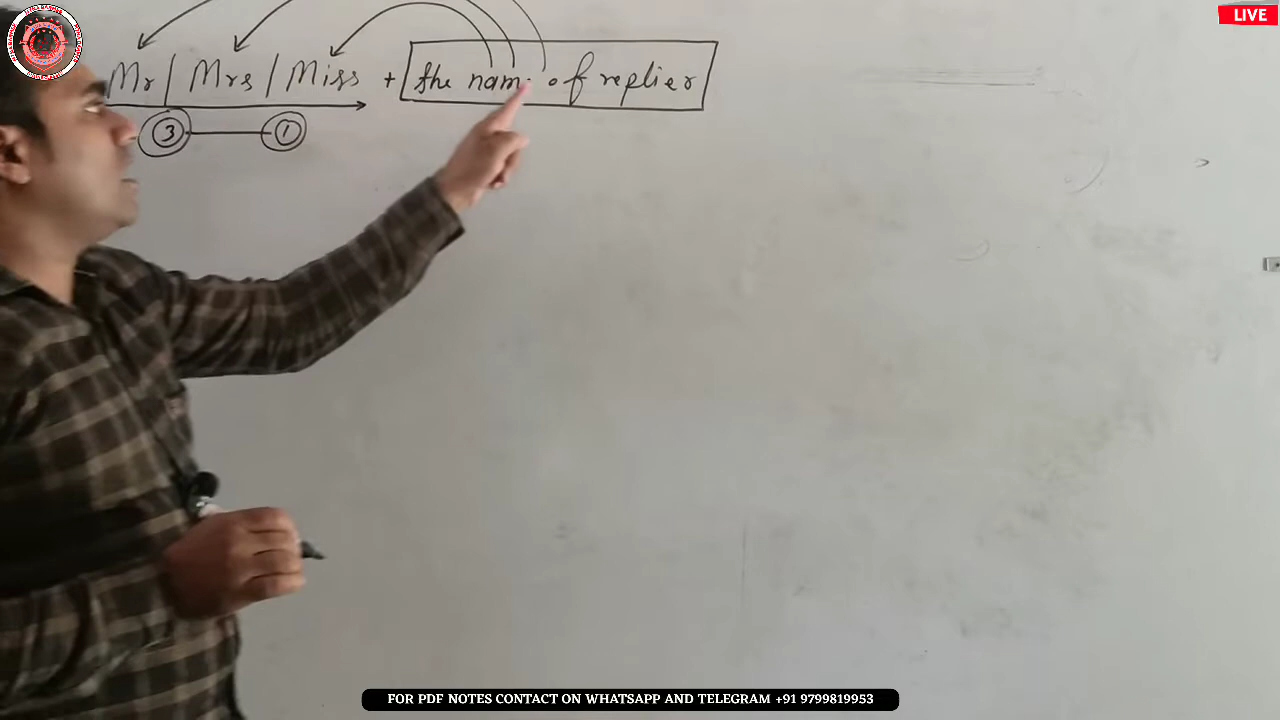 LIVE
Mr / Mrs / Miss + the name of replier
3 1
FOR PDF NOTES CONTACT ON WHATSAPP AND TELEGRAM +91 9799819953